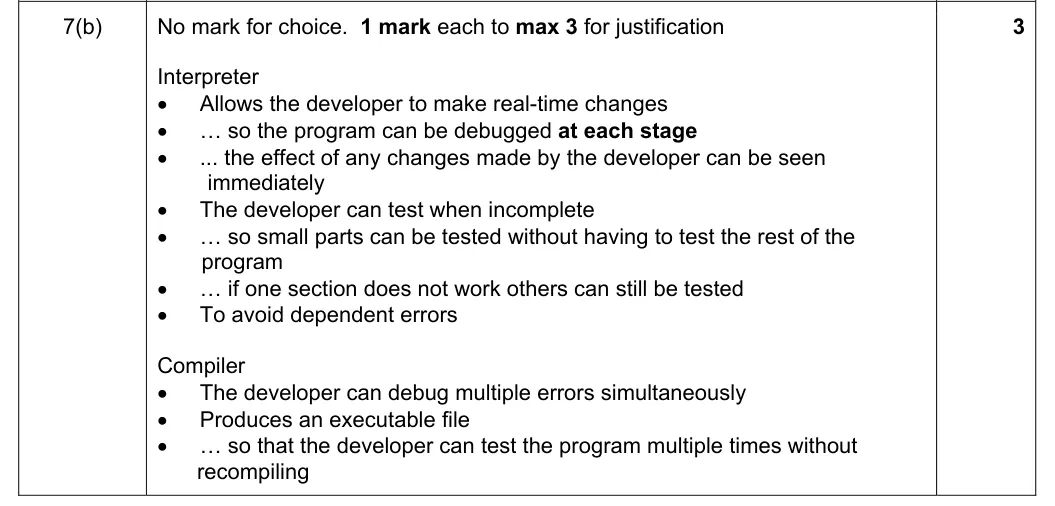 7(b) No mark for choice. 1 mark each to max 3 for justification 3
Interpreter
• Allows the developer to make real-time changes
• … so the program can be debugged at each stage
• ... the effect of any changes made by the developer can be seen
immediately
• The developer can test when incomplete
• … so small parts can be tested without having to test the rest of the
program
• … if one section does not work others can still be tested
• To avoid dependent errors
Compiler
• The developer can debug multiple errors simultaneously
• Produces an executable file
• … so that the developer can test the program multiple times without
recompiling